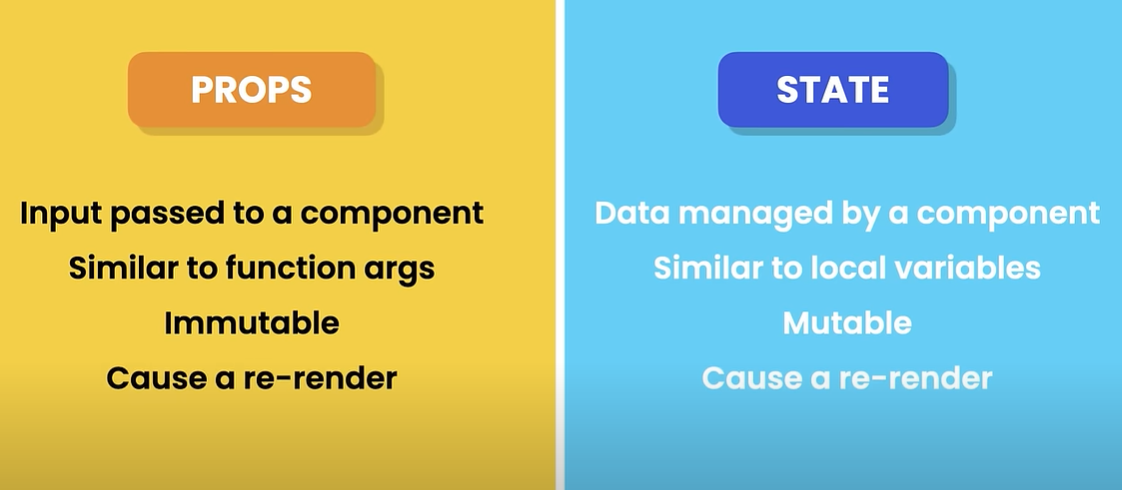 PROPS
Input passed to a component
Similar to function args
Immutable
Cause a re-render
STATE
Data managed by a component
Similar to local variables
Mutable
Cause a re-render